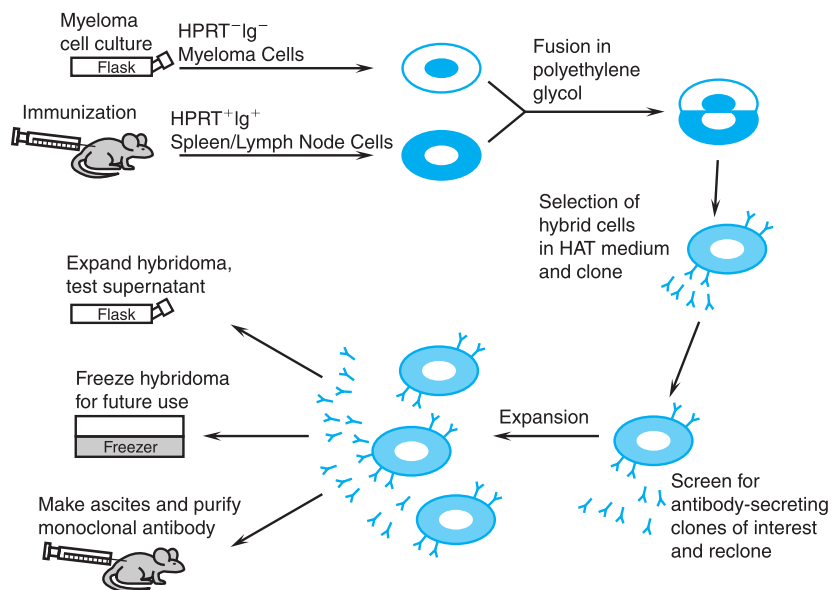 Myeloma
cell culture
Flask
HPRT⁻Ig⁻
Myeloma Cells
Immunization
HPRT⁺Ig⁺
Spleen/Lymph Node Cells
Fusion in
polyethylene
glycol
Selection of
hybrid cells
in HAT medium
and clone
Screen for
antibody-secreting
clones of interest
and reclone
Expansion
Expand hybridoma,
test supernatant
Flask
Freeze hybridoma
for future use
Freezer
Make ascites and purify
monoclonal antibody